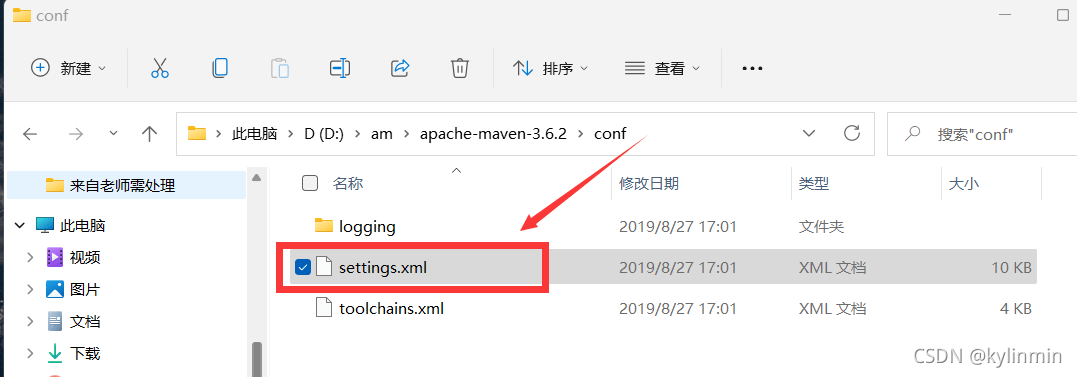 conf
新建
排序
查看
此电脑 > D (D:) > am > apache-maven-3.6.2 > conf
搜索"conf"
来自老师需处理
此电脑
视频
图片
文档
下载
名称 修改日期 类型 大小
logging 2019/8/27 17:01 文件夹
settings.xml 2019/8/27 17:01 XML 文档 10 KB
toolchains.xml 2019/8/27 17:01 XML 文档 4 KB
CSDN @kylinmin